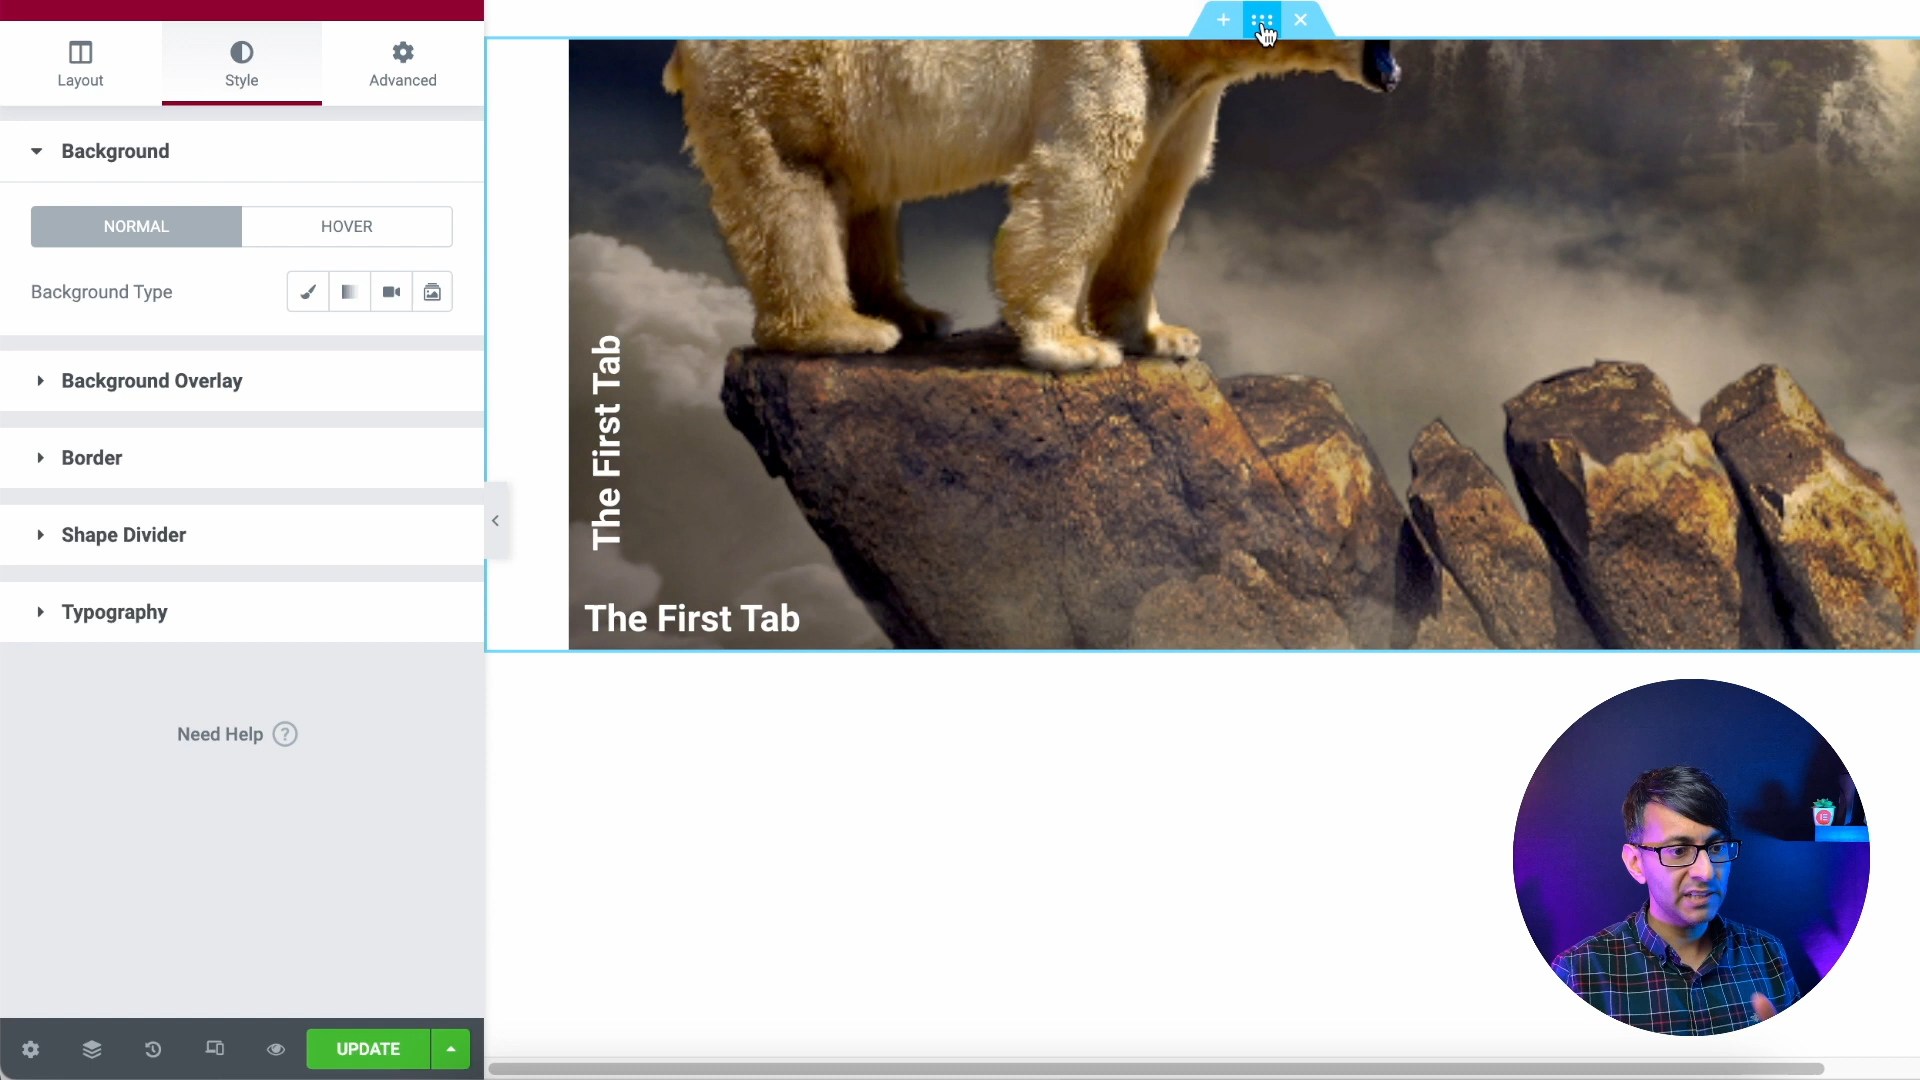 Layout
Style
Advanced
Background
NORMAL
HOVER
Background Type
Background Overlay
Border
Shape Divider
Typography
Need Help ?
UPDATE
The First Tab
The First Tab